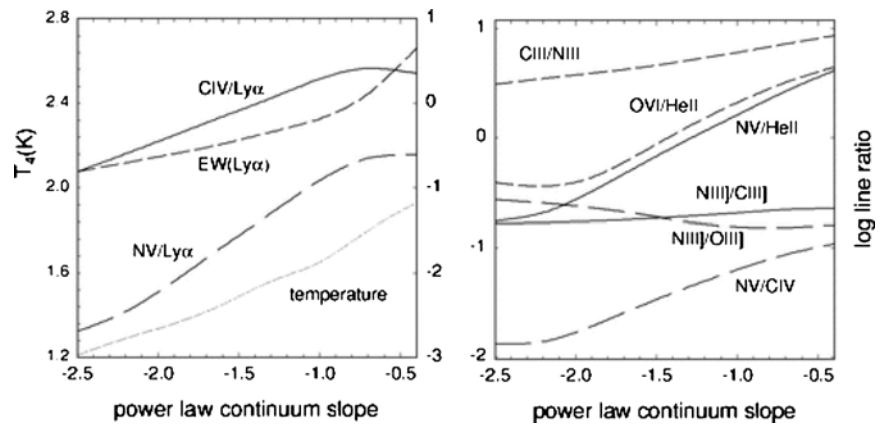 2.8
2.4
2.0
1.6
1.2
T₄(K)
1
0
-1
-2
-3
CIV/Lyα
EW(Lyα)
NV/Lyα
temperature
-2.5 -2.0 -1.5 -1.0 -0.5
power law continuum slope
1
0
-1
-2
CIII/NIII
OVI/HeII
NV/HeII
NIII]/CIII]
NIII]/OIII]
NV/CIV
log line ratio
-2.5 -2.0 -1.5 -1.0 -0.5
power law continuum slope